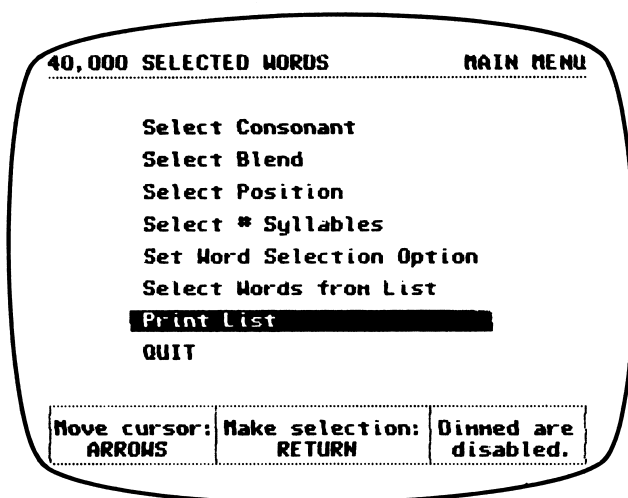 40,000 SELECTED WORDS MAIN MENU
Select Consonant
Select Blend
Select Position
Select # Syllables
Set Word Selection Option
Select Words from List
Print List
QUIT
Move cursor: Make selection: Dimmed are
ARROWS RETURN disabled.